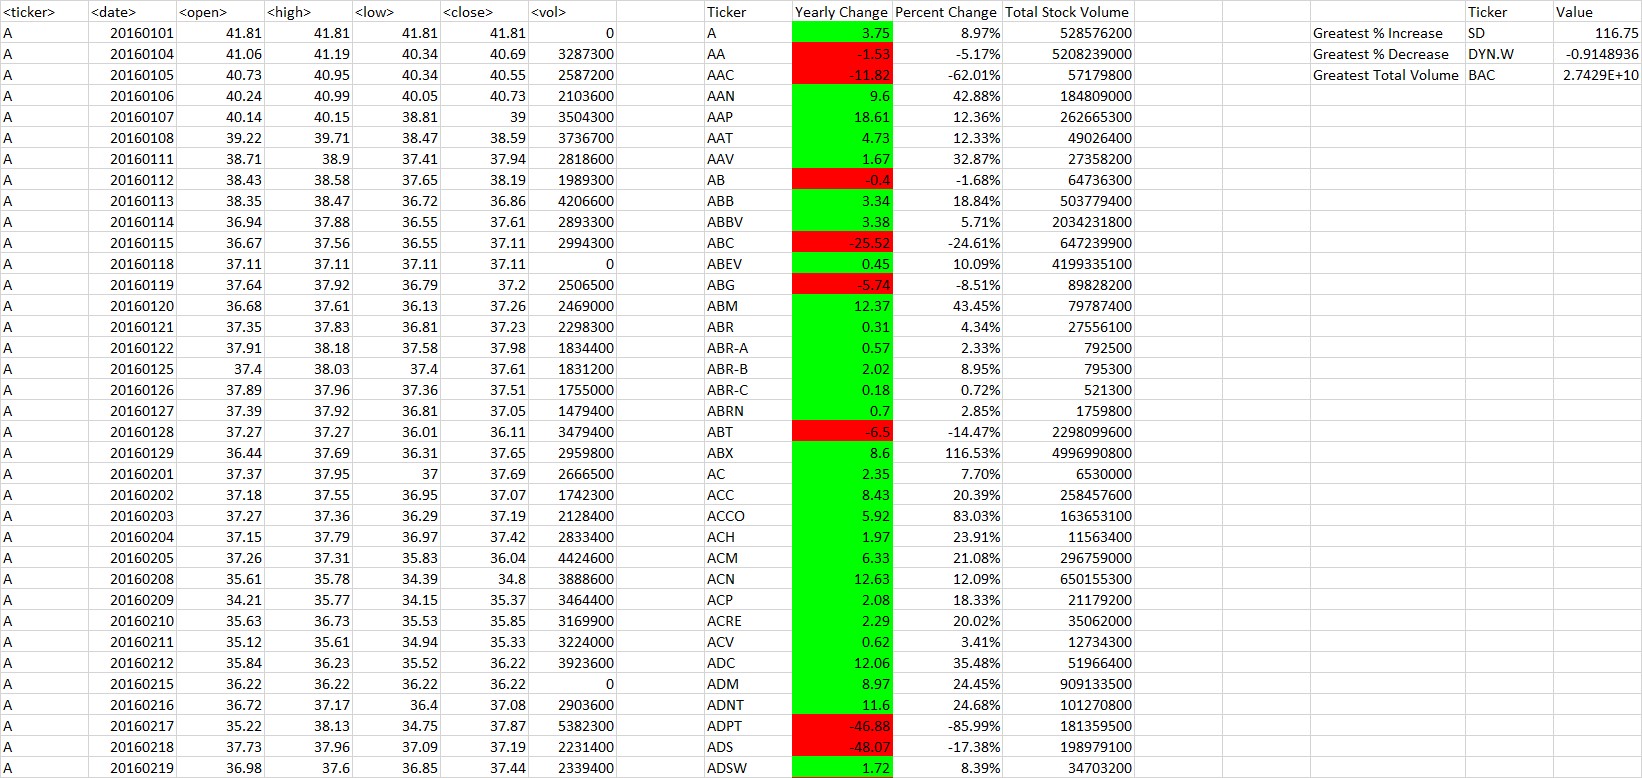 <ticker> <date> <open> <high> <low> <close> <vol> Ticker Yearly Change Percent Change Total Stock Volume Ticker Value
A 20160101 41.81 41.81 41.81 41.81 0 A 3.75 8.97% 528576200 Greatest % Increase SD 116.75
A 20160104 41.06 41.19 40.34 40.69 3287300 AA -1.53 -5.17% 5208239000 Greatest % Decrease DYN.W -0.9148936
A 20160105 40.73 40.95 40.34 40.55 2587200 AAC -11.82 -62.01% 57179800 Greatest Total Volume BAC 2.7429E+10
A 20160106 40.24 40.99 40.05 40.73 2103600 AAN 9.6 42.88% 184809000
A 20160107 40.14 40.15 38.81 39 3504300 AAP 18.61 12.36% 262665300
A 20160108 39.22 39.71 38.47 38.59 3736700 AAT 4.73 12.33% 49026400
A 20160111 38.71 38.9 37.41 37.94 2818600 AAV 1.67 32.87% 27358200
A 20160112 38.43 38.58 37.65 38.19 1989300 AB -0.4 -1.68% 64736300
A 20160113 38.35 38.47 36.72 36.86 4206600 ABB 3.34 18.84% 503779400
A 20160114 36.94 37.88 36.55 37.61 2893300 ABBV 3.38 5.71% 2034231800
A 20160115 36.67 37.56 36.55 37.11 2994300 ABC -25.52 -24.61% 647239900
A 20160118 37.11 37.11 37.11 37.11 0 ABEV 0.45 10.09% 4199335100
A 20160119 37.64 37.92 36.79 37.2 2506500 ABG -5.74 -8.51% 89828200
A 20160120 36.68 37.61 36.13 37.26 2469000 ABM 12.37 43.45% 79787400
A 20160121 37.35 37.83 36.81 37.23 2298300 ABR 0.31 4.34% 27556100
A 20160122 37.91 38.18 37.58 37.98 1834400 ABR-A 0.57 2.33% 792500
A 20160125 37.4 38.03 37.4 37.61 1831200 ABR-B 2.02 8.95% 795300
A 20160126 37.89 37.96 37.36 37.51 1755000 ABR-C 0.18 0.72% 521300
A 20160127 37.39 37.92 36.81 37.05 1479400 ABRN 0.7 2.85% 1759800
A 20160128 37.27 37.27 36.01 36.11 3479400 ABT -6.5 -14.47% 2298099600
A 20160129 36.44 37.69 36.31 37.65 2959800 ABX 8.6 116.53% 4996990800
A 20160201 37.37 37.95 37 37.69 2666500 AC 2.35 7.70% 6530000
A 20160202 37.18 37.55 36.95 37.07 1742300 ACC 8.43 20.39% 258457600
A 20160203 37.27 37.36 36.29 37.19 2128400 ACCO 5.92 83.03% 163653100
A 20160204 37.15 37.79 36.97 37.42 2833400 ACH 1.97 23.91% 11563400
A 20160205 37.26 37.31 35.83 36.04 4424600 ACM 6.33 21.08% 296759000
A 20160208 35.61 35.78 34.39 34.8 3888600 ACN 12.63 12.09% 650155300
A 20160209 34.21 35.77 34.15 35.37 3464400 ACP 2.08 18.33% 21179200
A 20160210 35.63 36.73 35.53 35.85 3169900 ACRE 2.29 20.02% 35062000
A 20160211 35.12 35.61 34.94 35.33 3224000 ACV 0.62 3.41% 12734300
A 20160212 35.84 36.23 35.52 36.22 3923600 ADC 12.06 35.48% 51966400
A 20160215 36.22 36.22 36.22 36.22 0 ADM 8.97 24.45% 909133500
A 20160216 36.72 37.17 36.4 37.08 2903600 ADNT 11.6 24.68% 101270800
A 20160217 35.22 38.13 34.75 37.87 5382300 ADPT -46.88 -85.99% 181359500
A 20160218 37.73 37.96 37.09 37.19 2231400 ADS -48.07 -17.38% 198979100
A 20160219 36.98 37.6 36.85 37.44 2339400 ADSW 1.72 8.39% 34703200